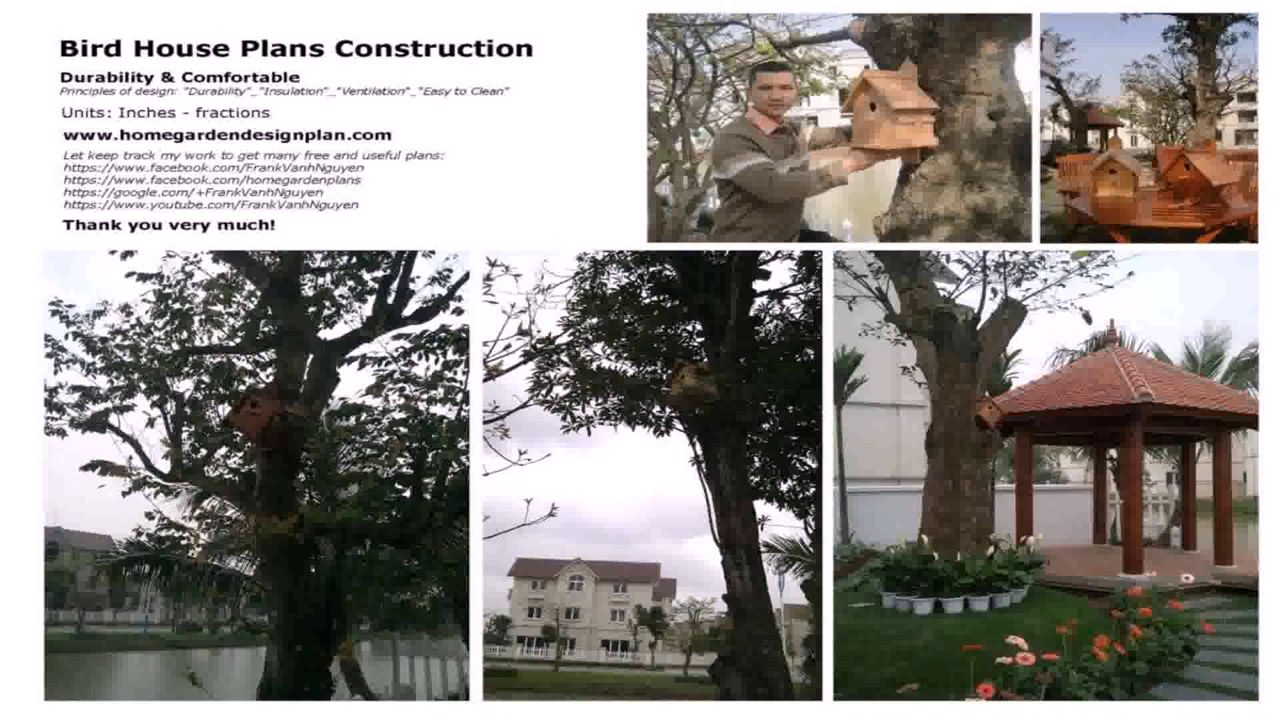 Bird House Plans Construction
Durability & Comfortable
Principles of design: "Durability"_"Insulation"_"Ventilation"_"Easy to Clean"
Units: Inches - fractions
www.homegardendesignplan.com
Let keep track my work to get many free and useful plans:
https://www.facebook.com/FrankVanhNguyen
https://www.facebook.com/homegardenplans
https://google.com/+FrankVanhNguyen
https://www.youtube.com/FrankVanhNguyen
Thank you very much!